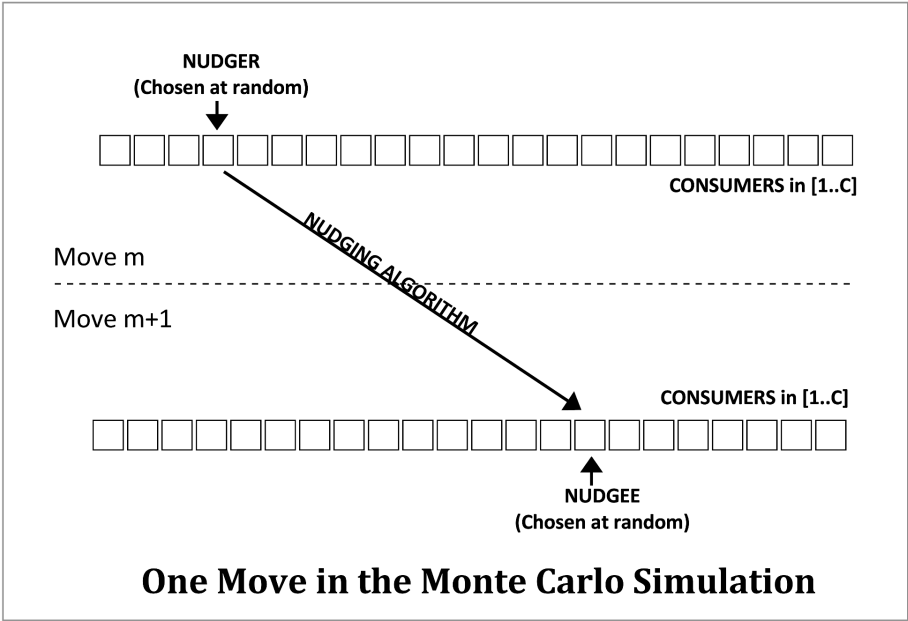 NUDGER
(Chosen at random)
CONSUMERS in [1..C]
NUDGING ALGORITHM
Move m
Move m+1
CONSUMERS in [1..C]
NUDGEE
(Chosen at random)
One Move in the Monte Carlo Simulation